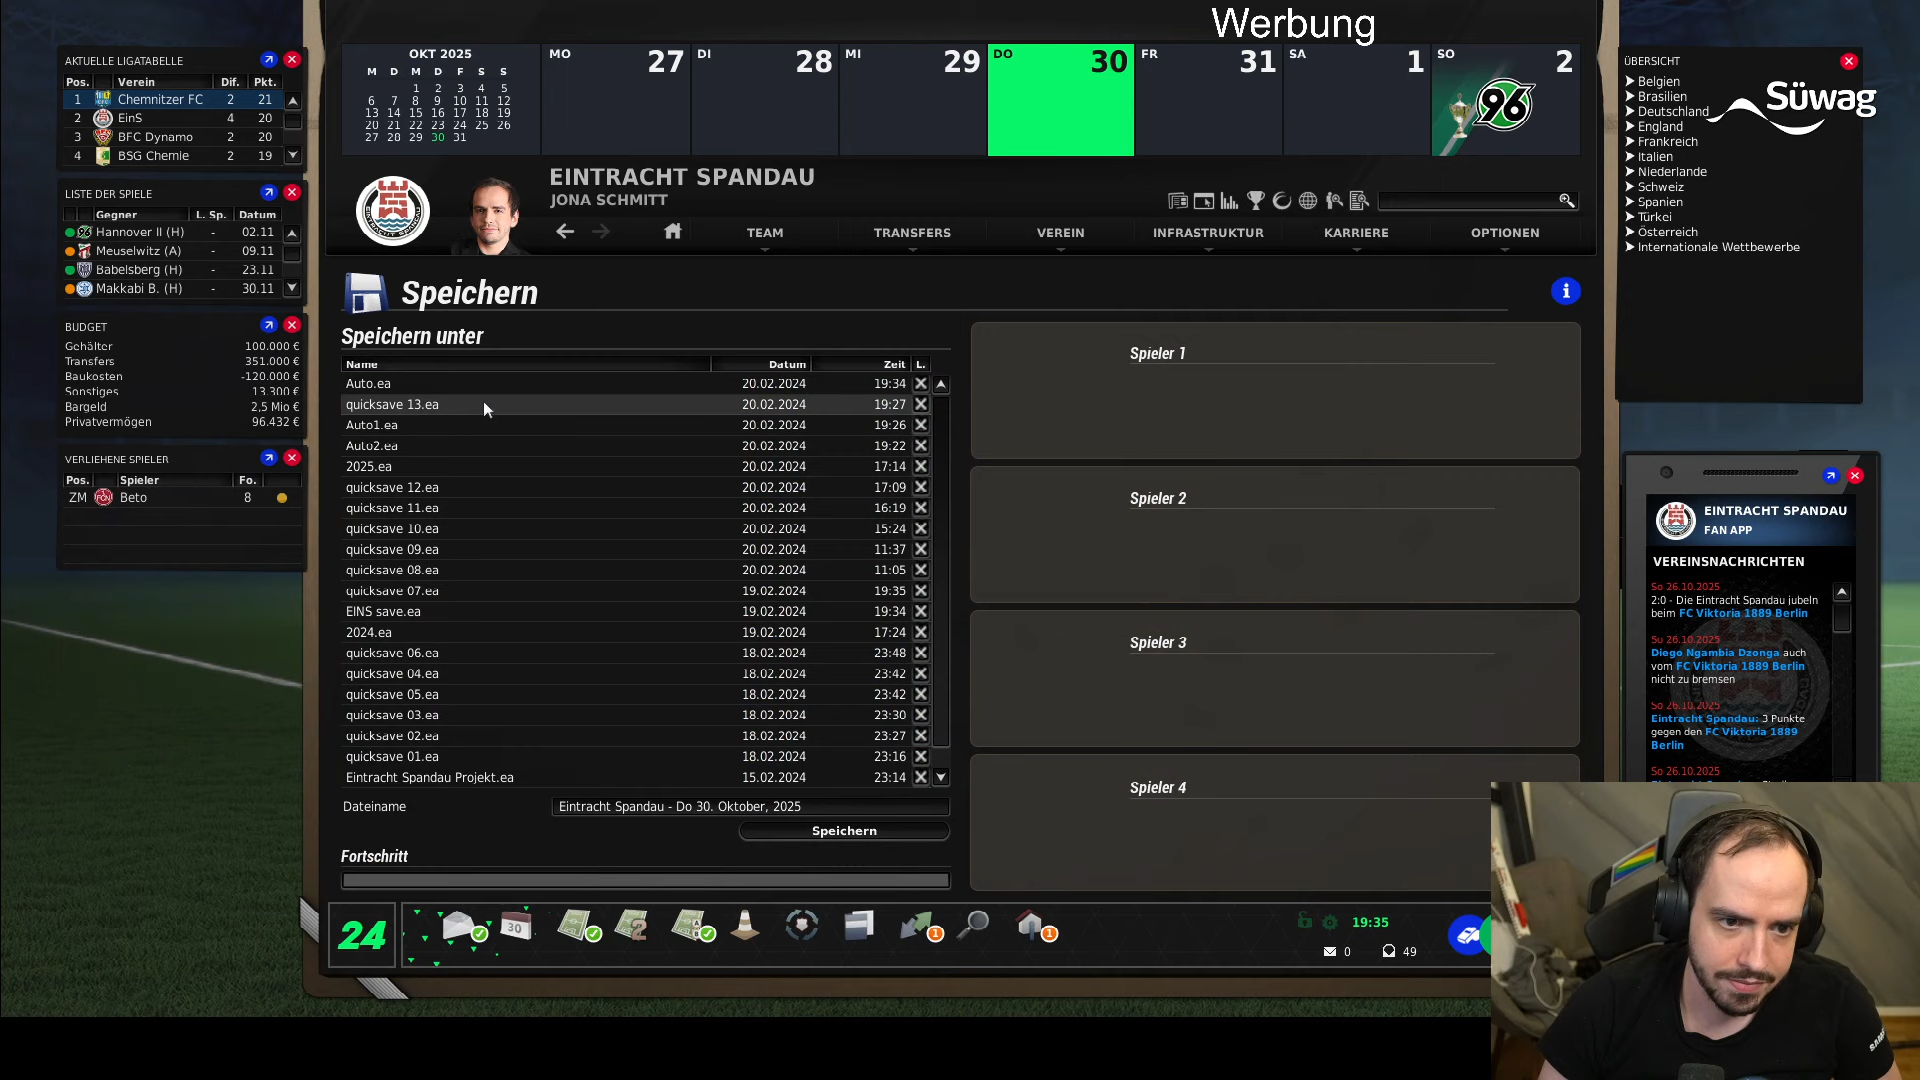 Werbung
AKTUELLE LIGATABELLE
Pos. Verein Dif. Pkt.
1 Chemnitzer FC 2 21
2 EinS 4 20
3 BFC Dynamo 2 20
4 BSG Chemie 2 19
LISTE DER SPIELE
Gegner L. Sp. Datum
Hannover II (H) - 02.11
Meuselwitz (A) - 09.11
Babelsberg (H) - 23.11
Makkabi B. (H) - 30.11
BUDGET
Gehälter 100.000 €
Transfers 351.000 €
Baukosten -120.000 €
Sonstiges 13.300 €
Bargeld 2,5 Mio €
Privatvermögen 96.432 €
VERLIEHENE SPIELER
Pos. Spieler Fo.
ZM Beto 8
OKT 2025
M D M D F S S
1 2 3 4 5
6 7 8 9 10 11 12
13 14 15 16 17 18 19
20 21 22 23 24 25 26
27 28 29 30 31
MO 27 DI 28 MI 29 DO 30 FR 31 SA 1 SO 2
96
EINTRACHT SPANDAU
JONA SCHMITT
TEAM TRANSFERS VEREIN INFRASTRUKTUR KARRIERE OPTIONEN
Speichern
Speichern unter
Name Datum Zeit L.
Auto.ea 20.02.2024 19:34
quicksave 13.ea 20.02.2024 19:27
Auto1.ea 20.02.2024 19:26
Auto2.ea 20.02.2024 19:22
2025.ea 20.02.2024 17:14
quicksave 12.ea 20.02.2024 17:09
quicksave 11.ea 20.02.2024 16:19
quicksave 10.ea 20.02.2024 15:24
quicksave 09.ea 20.02.2024 11:37
quicksave 08.ea 20.02.2024 11:05
quicksave 07.ea 19.02.2024 19:35
EINS save.ea 19.02.2024 19:34
2024.ea 19.02.2024 17:24
quicksave 06.ea 18.02.2024 23:48
quicksave 04.ea 18.02.2024 23:42
quicksave 05.ea 18.02.2024 23:42
quicksave 03.ea 18.02.2024 23:30
quicksave 02.ea 18.02.2024 23:27
quicksave 01.ea 18.02.2024 23:16
Eintracht Spandau Projekt.ea 15.02.2024 23:14
Dateiname Eintracht Spandau - Do 30. Oktober, 2025
Speichern
Fortschritt
Spieler 1
Spieler 2
Spieler 3
Spieler 4
24
30
2
1
1
19:35
0 49
ÜBERSICHT
Belgien
Brasilien
Deutschland
England
Frankreich
Italien
Niederlande
Schweiz
Spanien
Türkei
Österreich
Internationale Wettbewerbe
Süwag
EINTRACHT SPANDAU
FAN APP
VEREINSNACHRICHTEN
So 26.10.2025
2:0 - Die Eintracht Spandau jubeln
beim FC Viktoria 1889 Berlin
So 26.10.2025
Diego Ngambia Dzonga auch
vom FC Viktoria 1889 Berlin
nicht zu bremsen
So 26.10.2025
Eintracht Spandau: 3 Punkte
gegen den FC Viktoria 1889
Berlin
So 26.10.2025